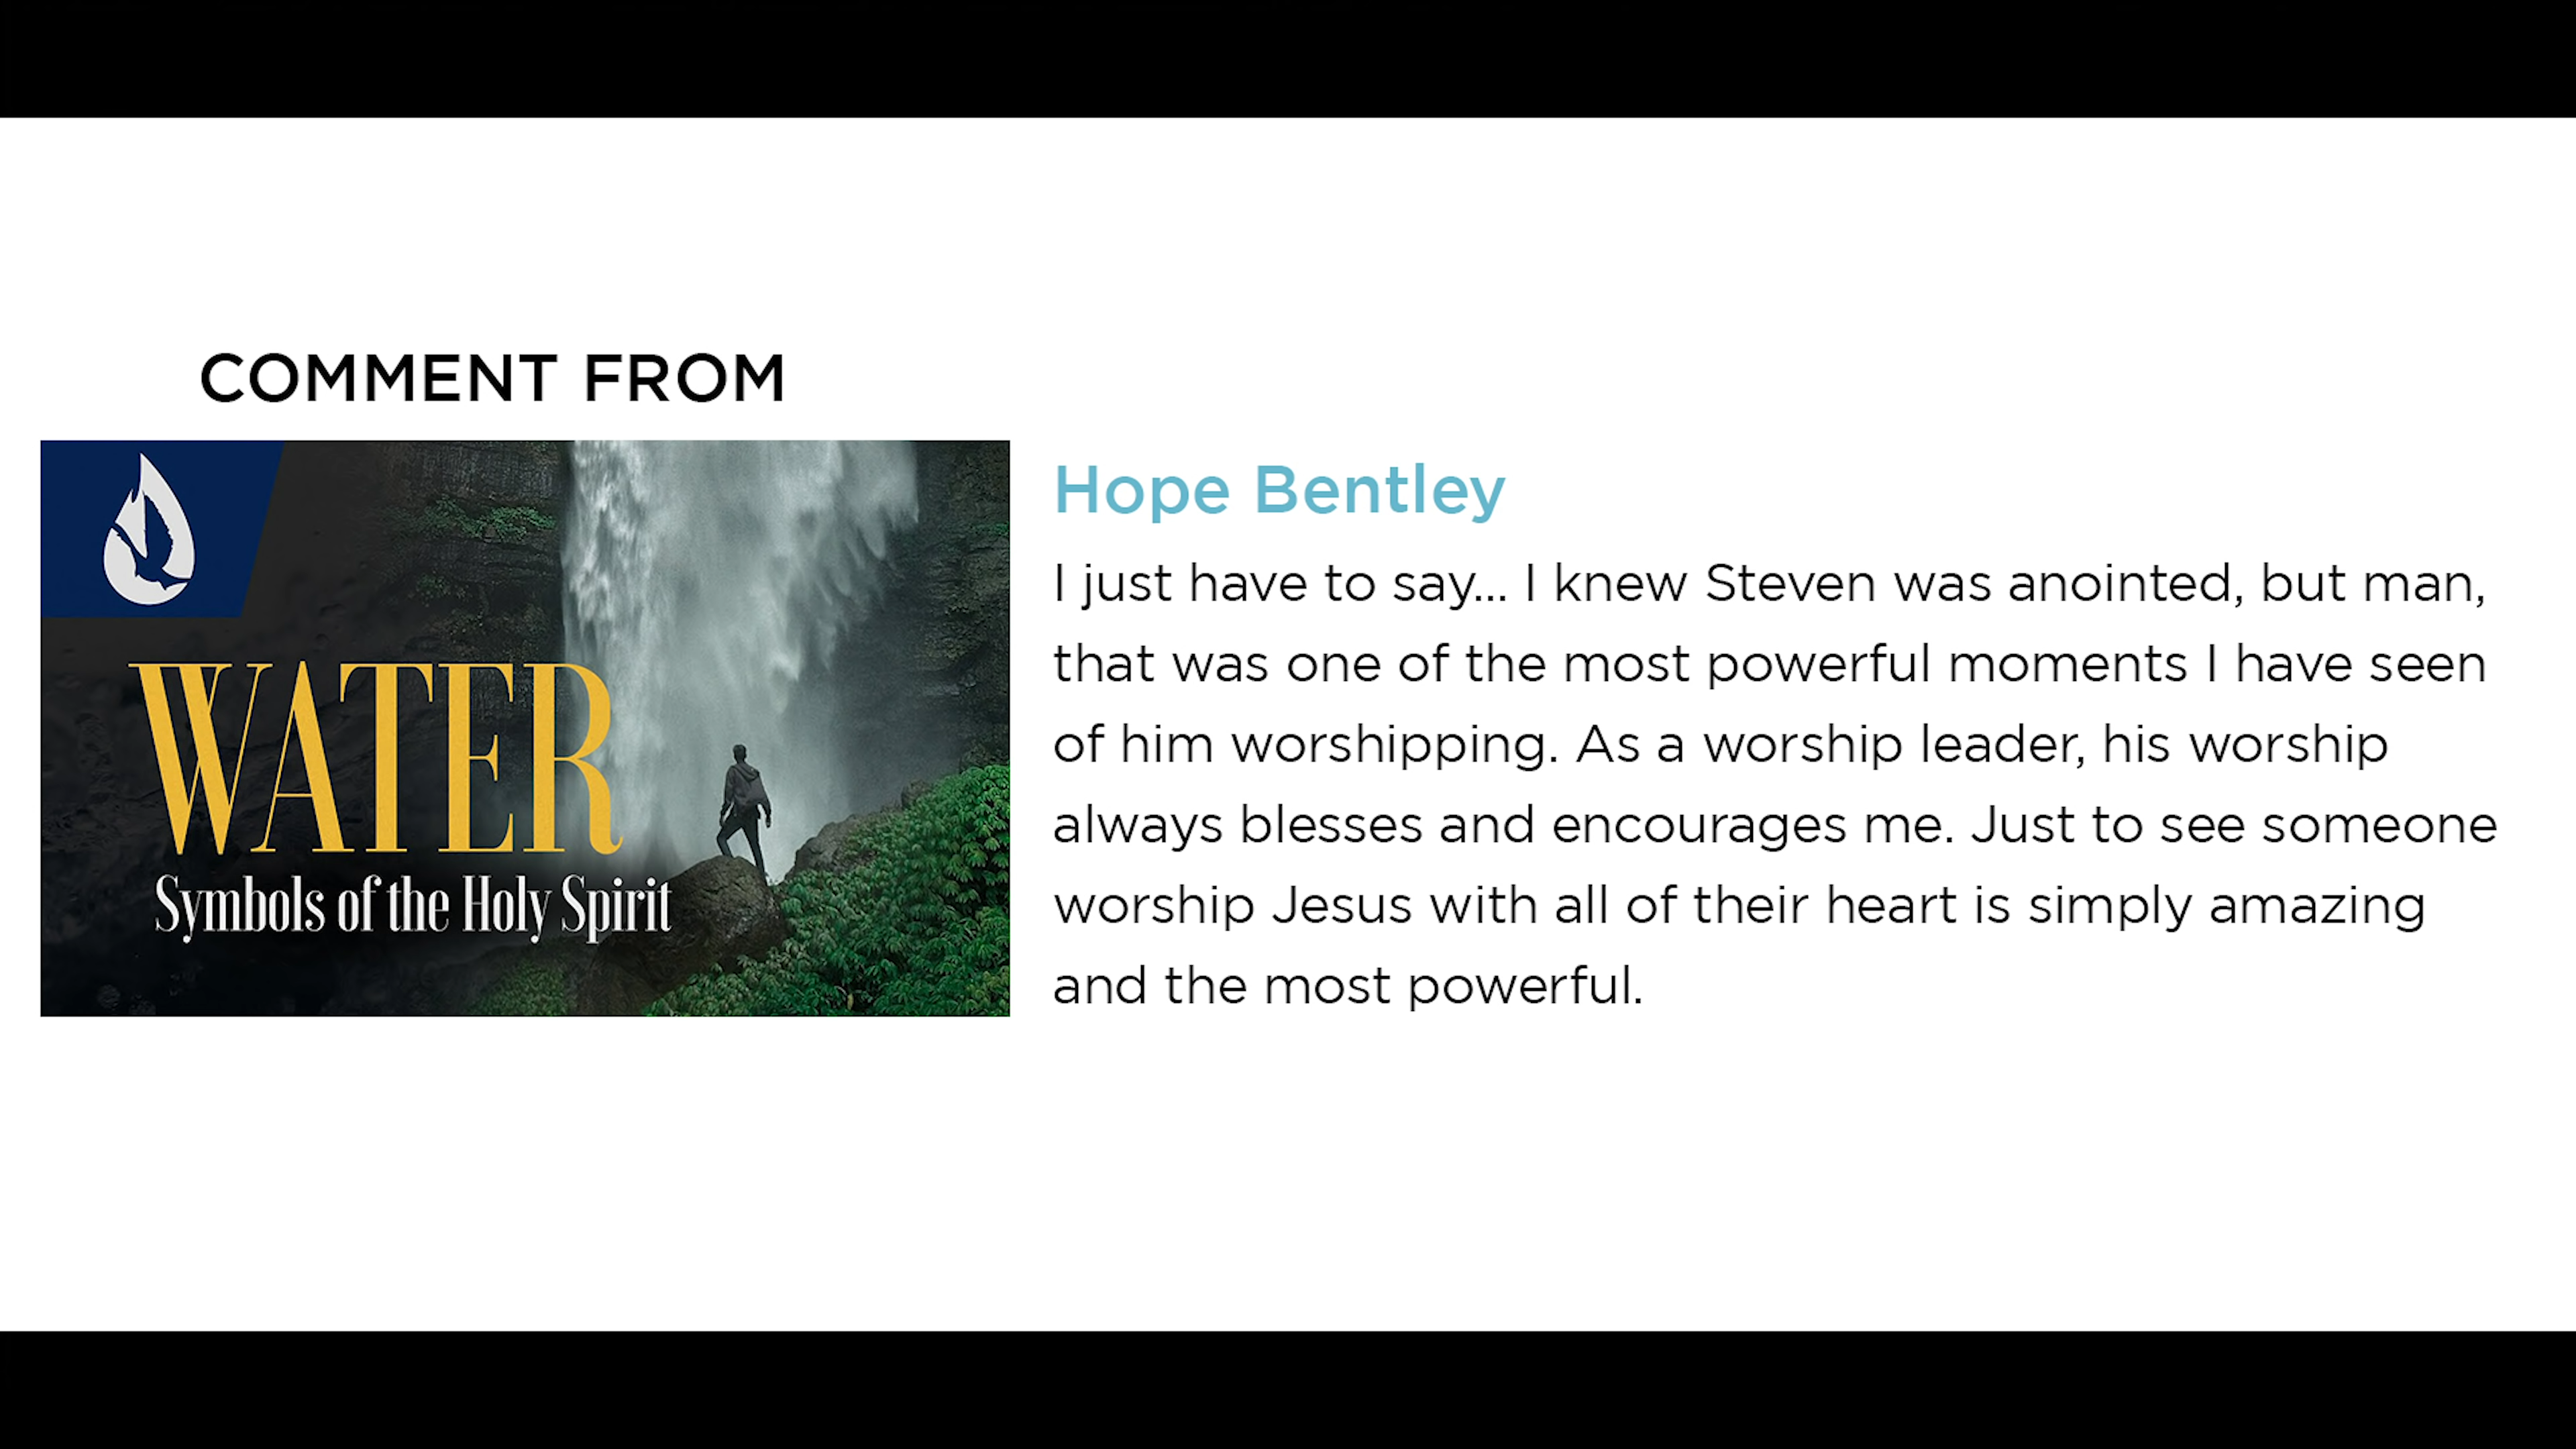 COMMENT FROM
WATER
Symbols of the Holy Spirit
Hope Bentley
I just have to say... I knew Steven was anointed, but man,
that was one of the most powerful moments I have seen
of him worshipping. As a worship leader, his worship
always blesses and encourages me. Just to see someone
worship Jesus with all of their heart is simply amazing
and the most powerful.